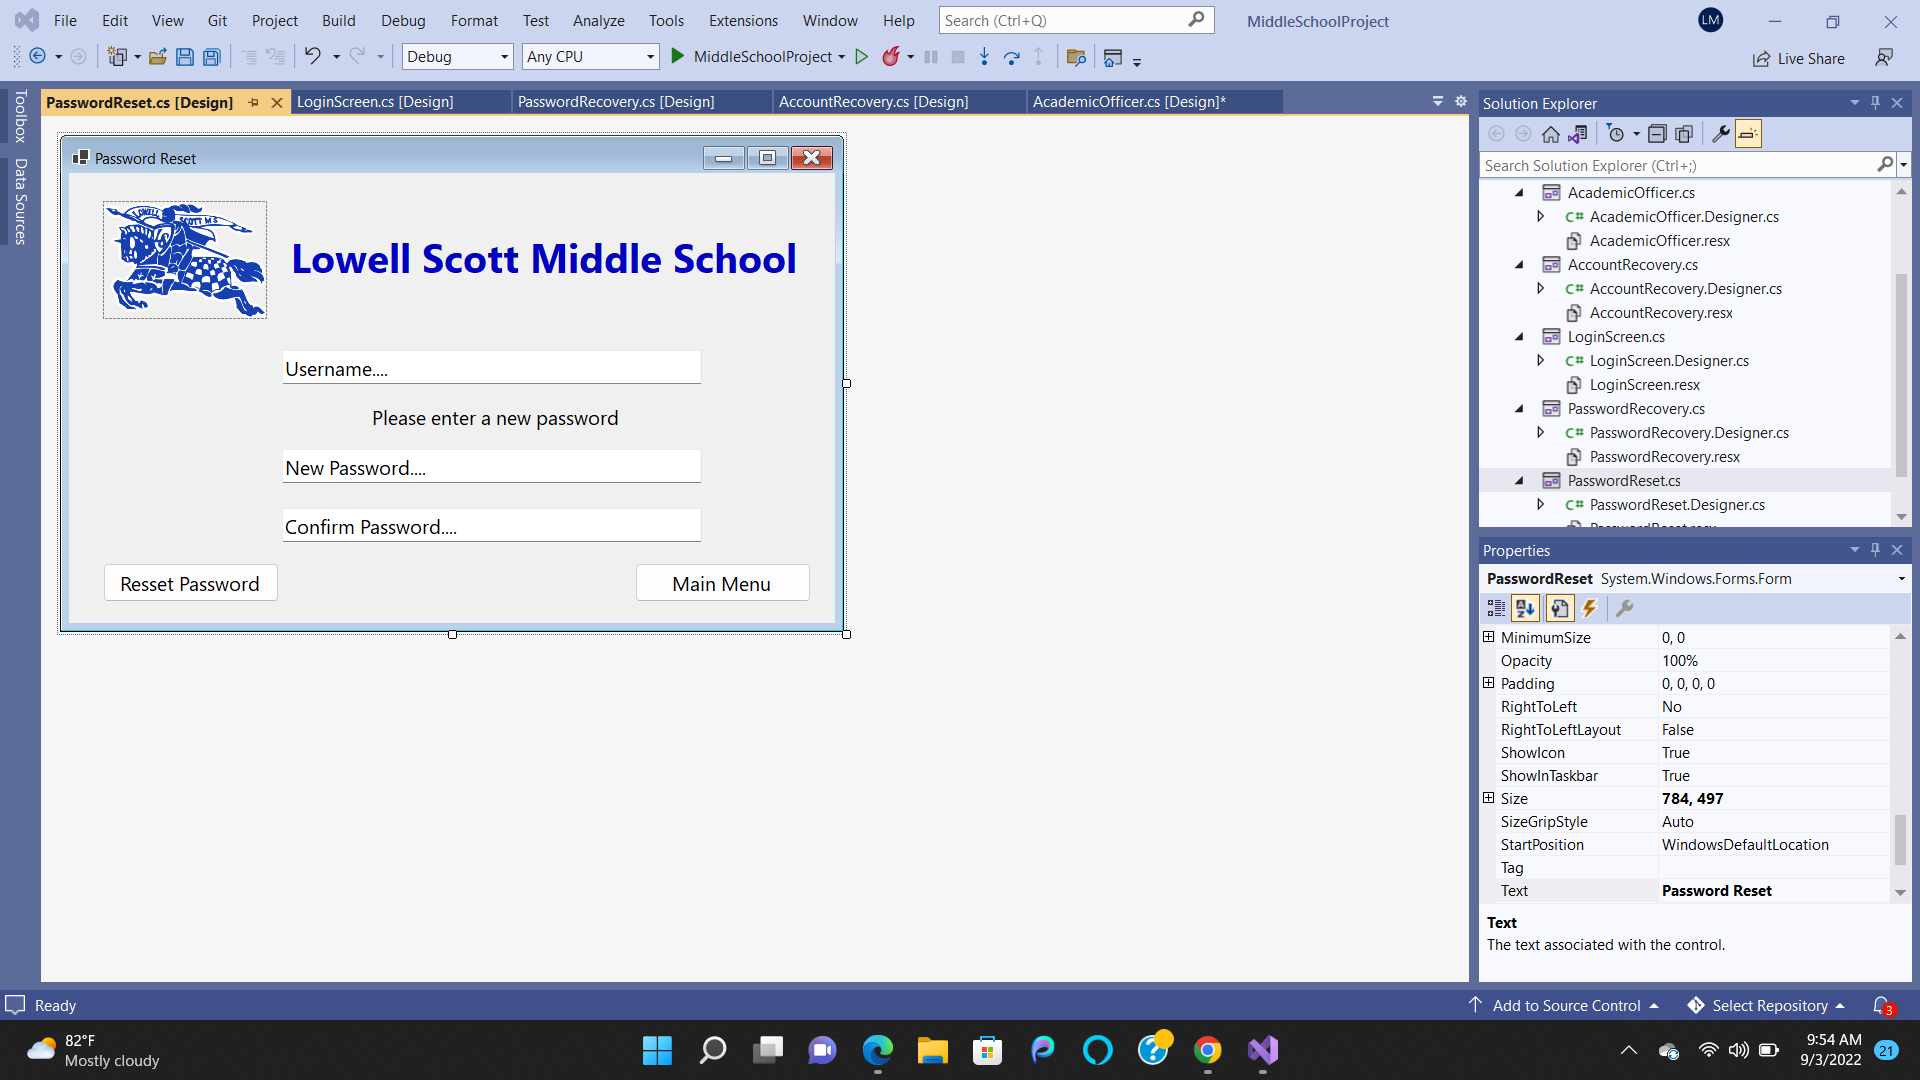 File Edit View Git Project Build Debug Format Test Analyze Tools Extensions Window Help Search (Ctrl+Q) MiddleSchoolProject LM
Debug Any CPU MiddleSchoolProject Live Share
Toolbox
Data Sources
PasswordReset.cs [Design] LoginScreen.cs [Design] PasswordRecovery.cs [Design] AccountRecovery.cs [Design] AcademicOfficer.cs [Design]*
Password Reset
LOWELL SCOTT M S
Lowell Scott Middle School
Username....
Please enter a new password
New Password....
Confirm Password....
Resset Password Main Menu
Solution Explorer
Search Solution Explorer (Ctrl+;)
AcademicOfficer.cs
C# AcademicOfficer.Designer.cs
AcademicOfficer.resx
AccountRecovery.cs
C# AccountRecovery.Designer.cs
AccountRecovery.resx
LoginScreen.cs
C# LoginScreen.Designer.cs
LoginScreen.resx
PasswordRecovery.cs
C# PasswordRecovery.Designer.cs
PasswordRecovery.resx
PasswordReset.cs
C# PasswordReset.Designer.cs
PasswordReset.resx
Properties
PasswordReset System.Windows.Forms.Form
MinimumSize 0, 0
Opacity 100%
Padding 0, 0, 0, 0
RightToLeft No
RightToLeftLayout False
ShowIcon True
ShowInTaskbar True
Size 784, 497
SizeGripStyle Auto
StartPosition WindowsDefaultLocation
Tag
Text Password Reset
Text
The text associated with the control.
Ready Add to Source Control Select Repository 3
82°F
Mostly cloudy
9:54 AM
9/3/2022 21